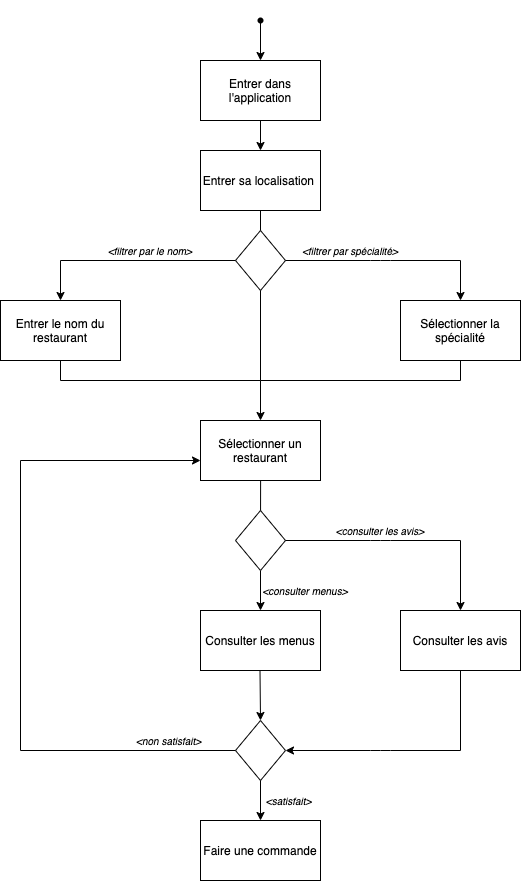 Entrer dans
l'application
Entrer sa localisation
<filtrer par le nom>
<filtrer par spécialité>
Entrer le nom du
restaurant
Sélectionner la
spécialité
Sélectionner un
restaurant
<consulter les avis>
<consulter menus>
Consulter les menus
Consulter les avis
<non satisfait>
<satisfait>
Faire une commande